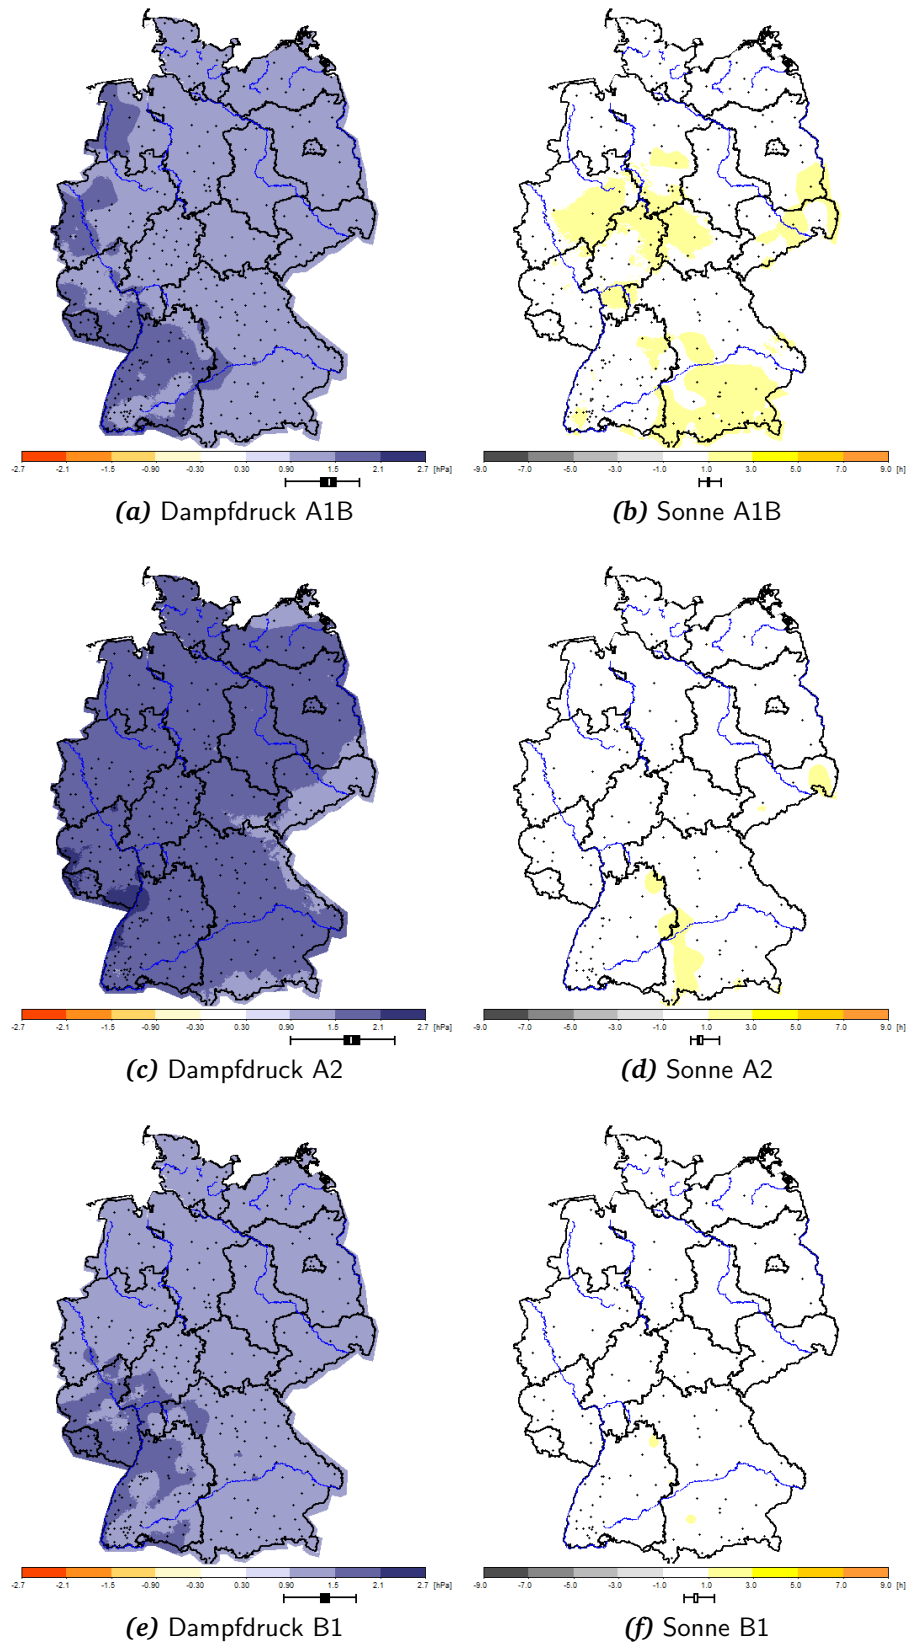 -2.7 -2.1 -1.5 -0.90 -0.30 0.30 0.90 1.5 2.1 2.7 [hPa]
-9.0 -7.0 -5.0 -3.0 -1.0 1.0 3.0 5.0 7.0 9.0 [h]
(a) Dampfdruck A1B
(b) Sonne A1B
-2.7 -2.1 -1.5 -0.90 -0.30 0.30 0.90 1.5 2.1 2.7 [hPa]
-9.0 -7.0 -5.0 -3.0 -1.0 1.0 3.0 5.0 7.0 9.0 [h]
(c) Dampfdruck A2
(d) Sonne A2
-2.7 -2.1 -1.5 -0.90 -0.30 0.30 0.90 1.5 2.1 2.7 [hPa]
-9.0 -7.0 -5.0 -3.0 -1.0 1.0 3.0 5.0 7.0 9.0 [h]
(e) Dampfdruck B1
(f) Sonne B1